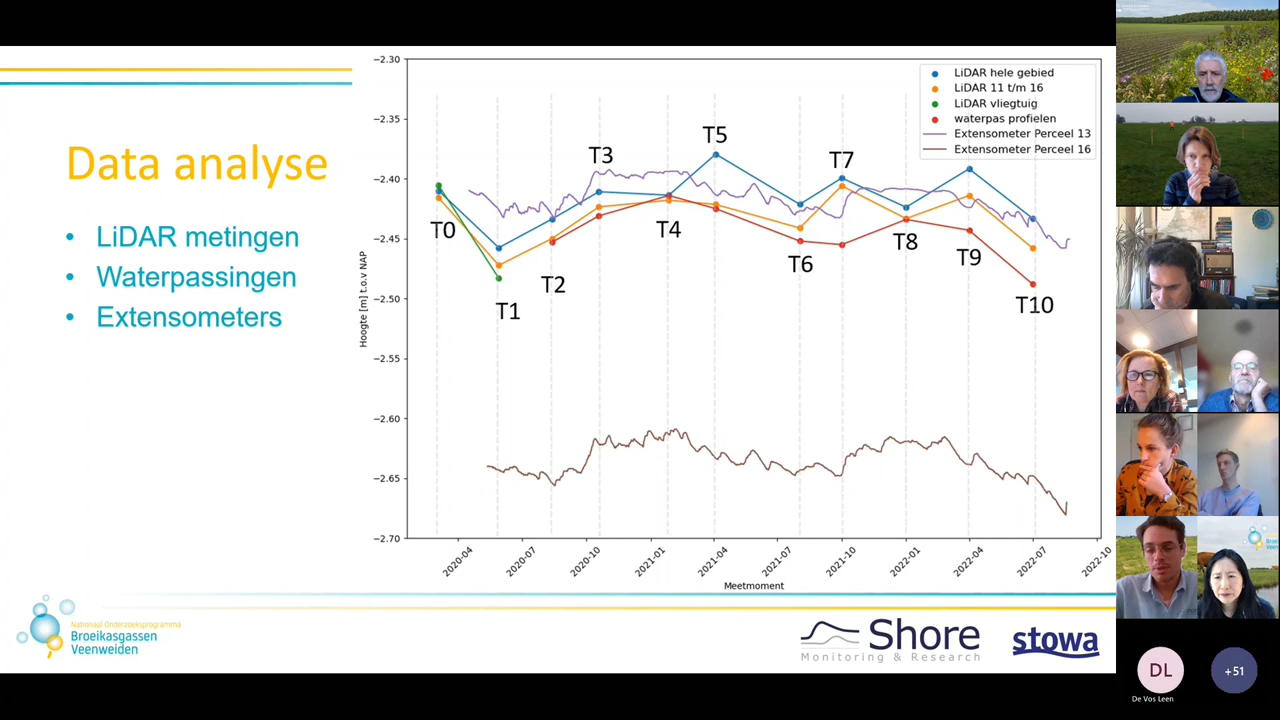 Data analyse
• LiDAR metingen
• Waterpassingen
• Extensometers
−2.30
−2.35
−2.40
−2.45
−2.50
−2.55
−2.60
−2.65
−2.70
Hoogte [m] t.o.v NAP
LiDAR hele gebied
LiDAR 11 t/m 16
LiDAR vliegtuig
waterpas profielen
Extensometer Perceel 13
Extensometer Perceel 16
T0
T1
T2
T3
T4
T5
T6
T7
T8
T9
T10
2020-04
2020-07
2020-10
2021-01
2021-04
2021-07
2021-10
2022-01
2022-04
2022-07
2022-10
Meetmoment
Nationaal Onderzoeksprogramma
Broeikasgassen
Veenweiden
Shore
Monitoring & Research
stowa
DL
De Vos Leen
+51